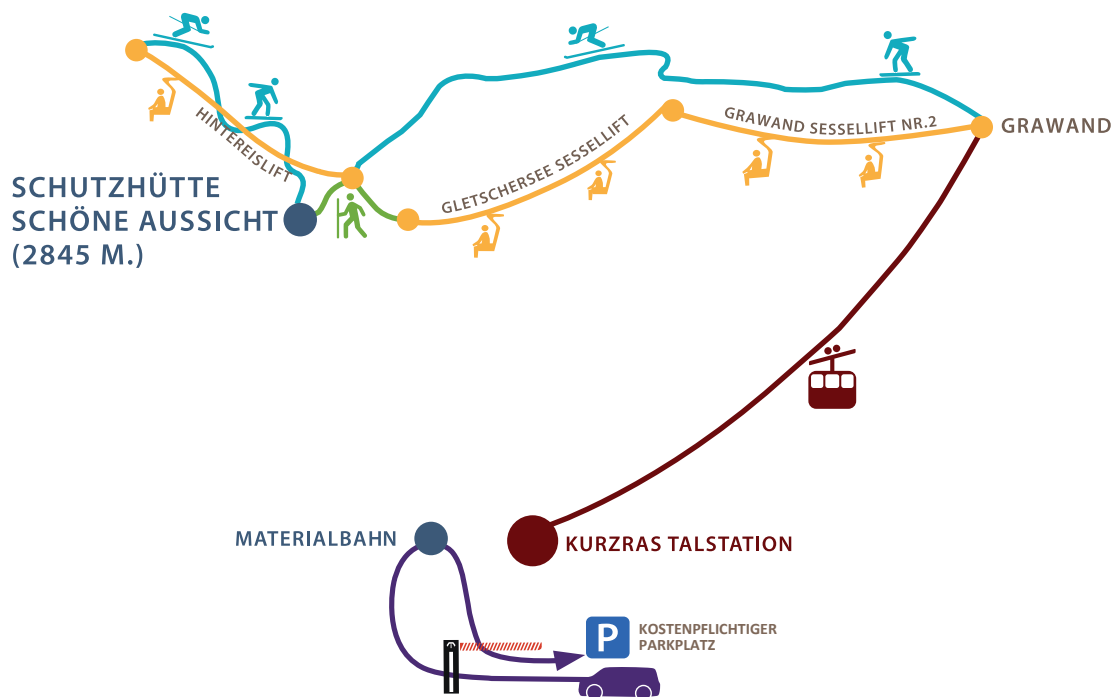 HINTEREISLIFT
GLETSCHERSEE SESSELLIFT
GRAWAND SESSELLIFT NR.2
GRAWAND
SCHUTZHÜTTE
SCHÖNE AUSSICHT
(2845 M.)
MATERIALBAHN
KURZRAS TALSTATION
P
KOSTENPFLICHTIGER
PARKPLATZ